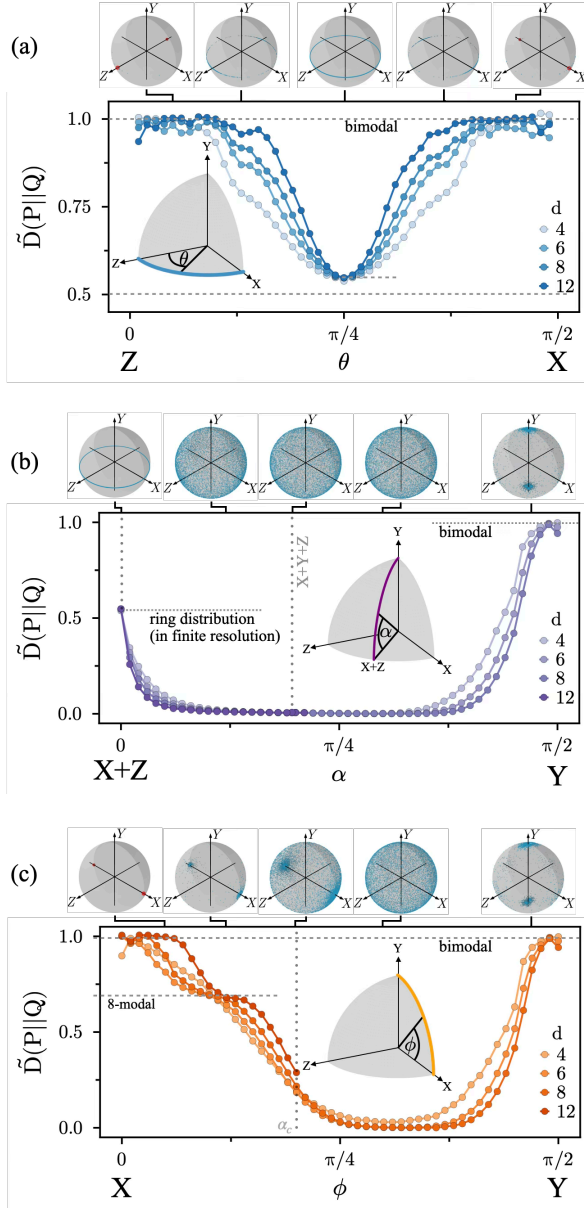 (a)
Y
Z
X
Y
Z
X
Y
Z
X
Y
Z
X
Y
Z
X
D̃(P||Q)
1.0
0.75
0.5
bimodal
Y
Z
X
θ
d
4
6
8
12
0
π/4
π/2
Z
θ
X
(b)
Y
Z
X
Y
Z
X
Y
Z
X
Y
Z
X
Y
Z
X
D̃(P||Q)
1.0
0.5
0.0
bimodal
X+Y+Z
ring distribution
(in finite resolution)
Y
Z
X
X+Z
α
d
4
6
8
12
0
π/4
π/2
X+Z
α
Y
(c)
Y
Z
X
Y
Z
X
Y
Z
X
Y
Z
X
Y
Z
X
D̃(P||Q)
1.0
0.5
0.0
bimodal
8-modal
α_c
Y
Z
X
ϕ
d
4
6
8
12
0
π/4
π/2
X
ϕ
Y